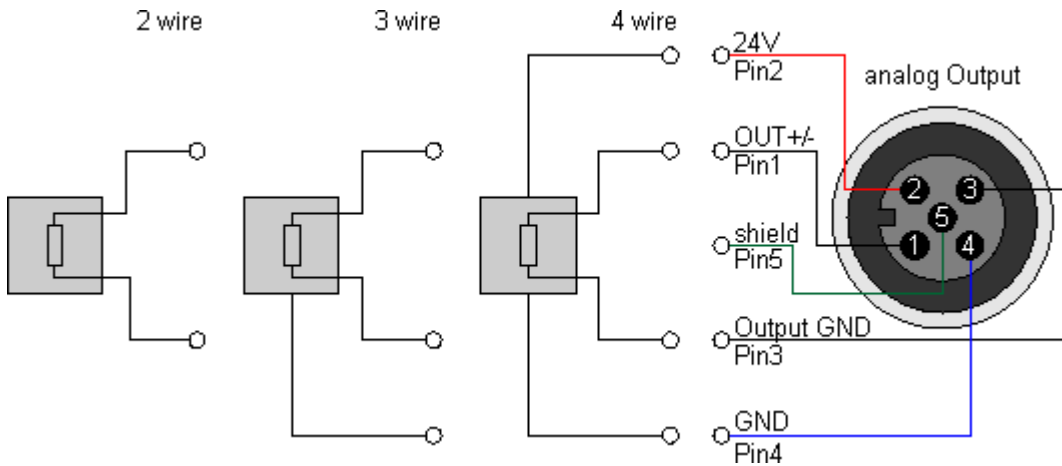 2 wire
3 wire
4 wire
24V
Pin2
analog Output
OUT+/-
Pin1
2
3
5
shield
Pin5
1
4
Output GND
Pin3
GND
Pin4